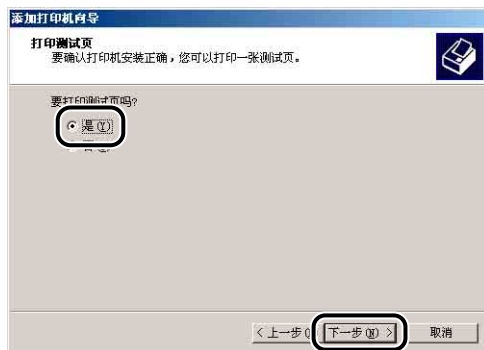 添加打印机向导
打印测试页
要确认打印机安装正确，您可以打印一张测试页。
要打印测试页吗?
是(Y)
<上一步(
下一步(N) >
取消